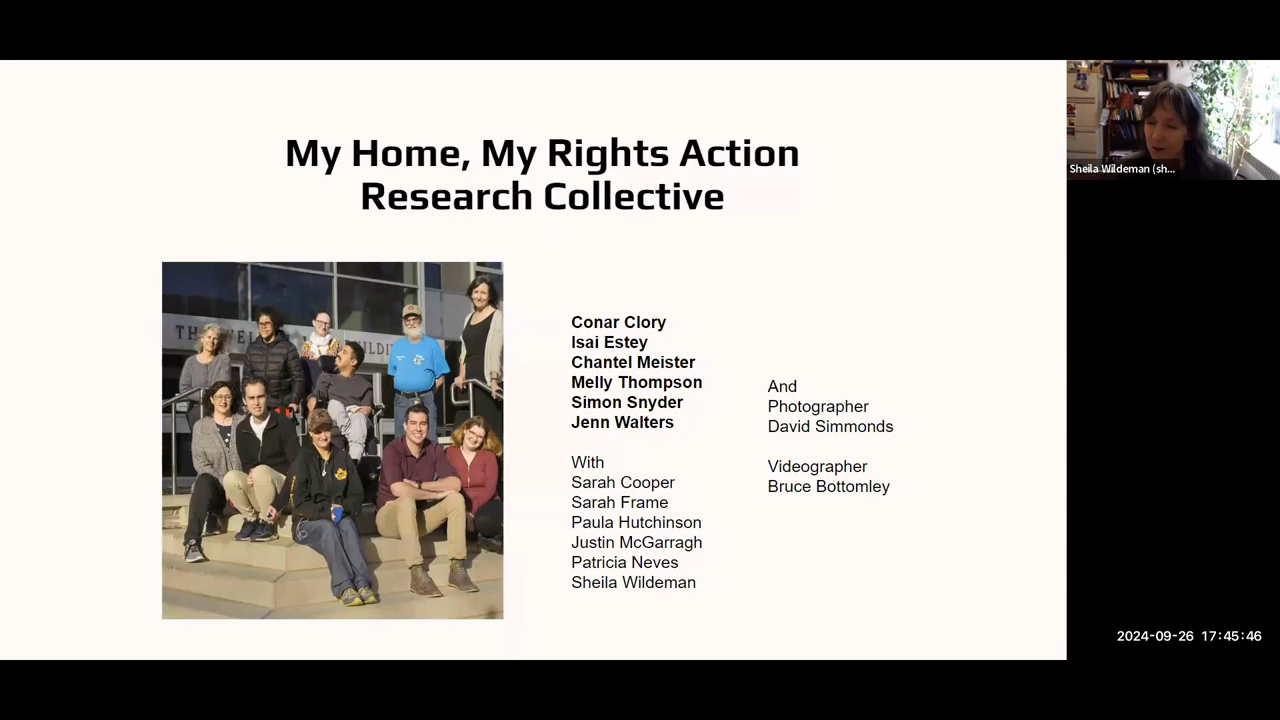 My Home, My Rights Action
Research Collective
Conar Clory
Isai Estey
Chantel Meister
Melly Thompson
Simon Snyder
Jenn Walters
With
Sarah Cooper
Sarah Frame
Paula Hutchinson
Justin McGarragh
Patricia Neves
Sheila Wildeman
And
Photographer
David Simmonds
Videographer
Bruce Bottomley
Sheila Wildeman (sh...
2024-09-26 17:45:46